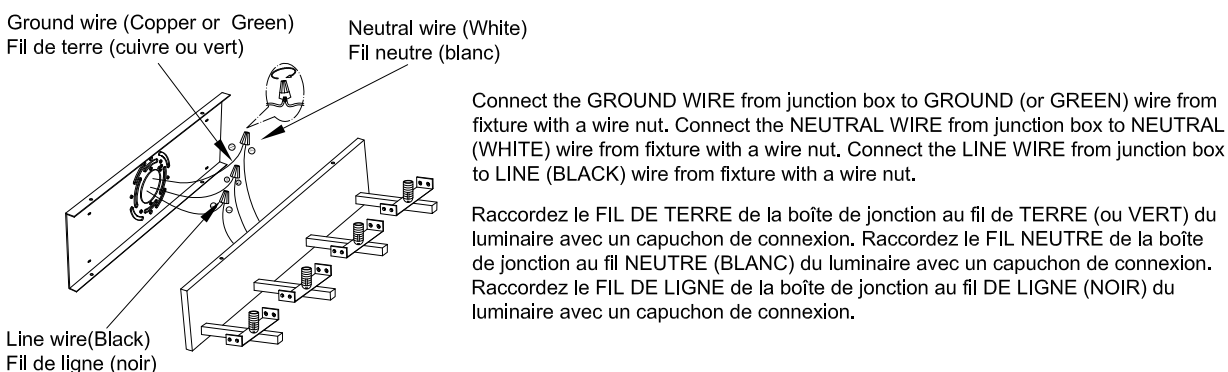 Ground wire (Copper or Green)
Fil de terre (cuivre ou vert)
Neutral wire (White)
Fil neutre (blanc)
Connect the GROUND WIRE from junction box to GROUND (or GREEN) wire from
fixture with a wire nut. Connect the NEUTRAL WIRE from junction box to NEUTRAL
(WHITE) wire from fixture with a wire nut. Connect the LINE WIRE from junction box
to LINE (BLACK) wire from fixture with a wire nut.
Raccordez le FIL DE TERRE de la boîte de jonction au fil de TERRE (ou VERT) du
luminaire avec un capuchon de connexion. Raccordez le FIL NEUTRE de la boîte
de jonction au fil NEUTRE (BLANC) du luminaire avec un capuchon de connexion.
Raccordez le FIL DE LIGNE de la boîte de jonction au fil DE LIGNE (NOIR) du
luminaire avec un capuchon de connexion.
Line wire(Black)
Fil de ligne (noir)